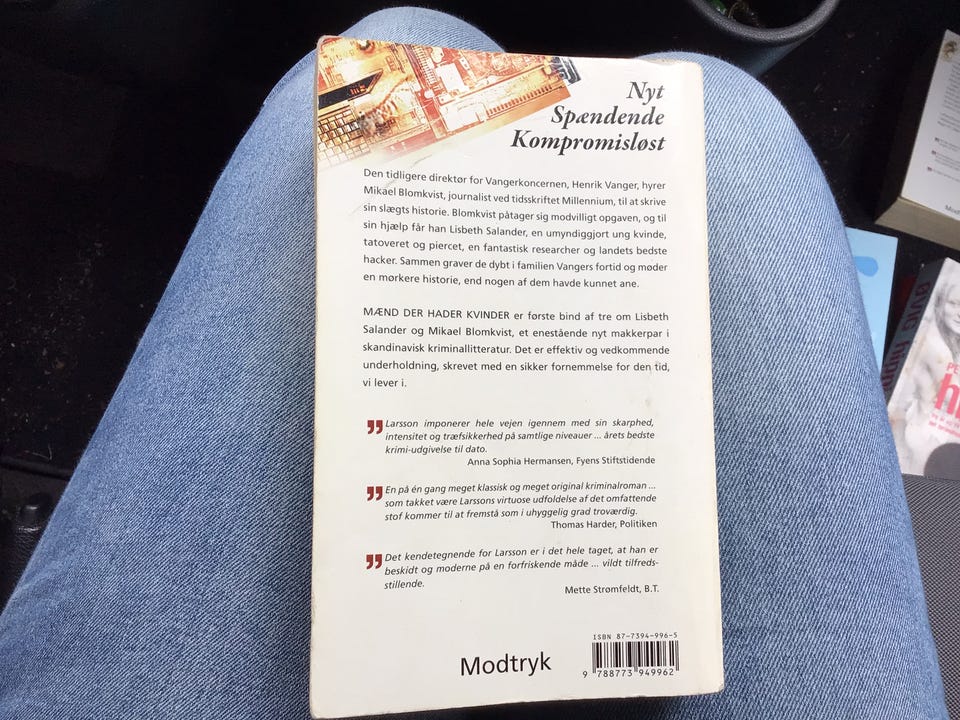 Nyt
Spændende
Kompromisløst
Den tidligere direktør for Vangerkoncernen, Henrik Vanger, hyrer
Mikael Blomkvist, journalist ved tidsskriftet Millennium, til at skrive
sin slægts historie. Blomkvist påtager sig modvilligt opgaven, og til
sin hjælp får han Lisbeth Salander, en umyndiggjort ung kvinde,
tatoveret og piercet, en fantastisk researcher og landets bedste
hacker. Sammen graver de dybt i familien Vangers fortid og møder
en mørkere historie, end nogen af dem havde kunnet ane.
MÆND DER HADER KVINDER er første bind af tre om Lisbeth
Salander og Mikael Blomkvist, et enestående nyt makkerpar i
skandinavisk kriminallitteratur. Det er effektiv og vedkommende
underholdning, skrevet med en sikker fornemmelse for den tid,
vi lever i.
" Larsson imponerer hele vejen igennem med sin skarphed,
intensitet og træfsikkerhed på samtlige niveauer ... årets bedste
krimi-udgivelse til dato.
Anna Sophia Hermansen, Fyens Stiftstidende
" En på én gang meget klassisk og meget original kriminalroman ...
som takket være Larssons virtuose udfoldelse af det omfattende
stof kommer til at fremstå som i uhyggelig grad troværdig.
Thomas Harder, Politiken
" Det kendetegnende for Larsson er i det hele taget, at han er
beskidt og moderne på en forfriskende måde ... vildt tilfreds-
stillende.
Mette Strømfeldt, B.T.
ISBN 87-7394-996-5
Modtryk
9 788773 949962